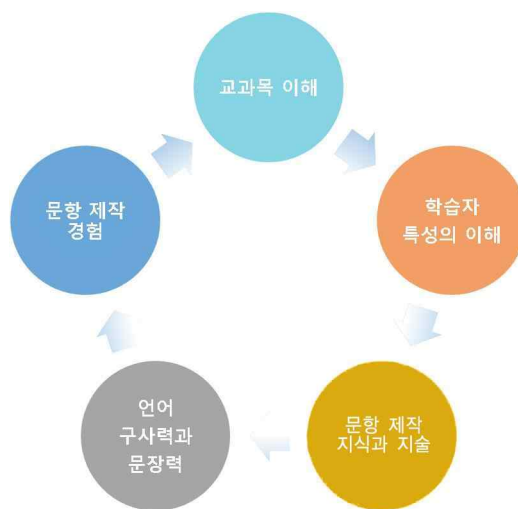 교과목 이해
학습자
특성의 이해
문항 제작
지식과 지술
언어
구사력과
문장력
문항 제작
경험